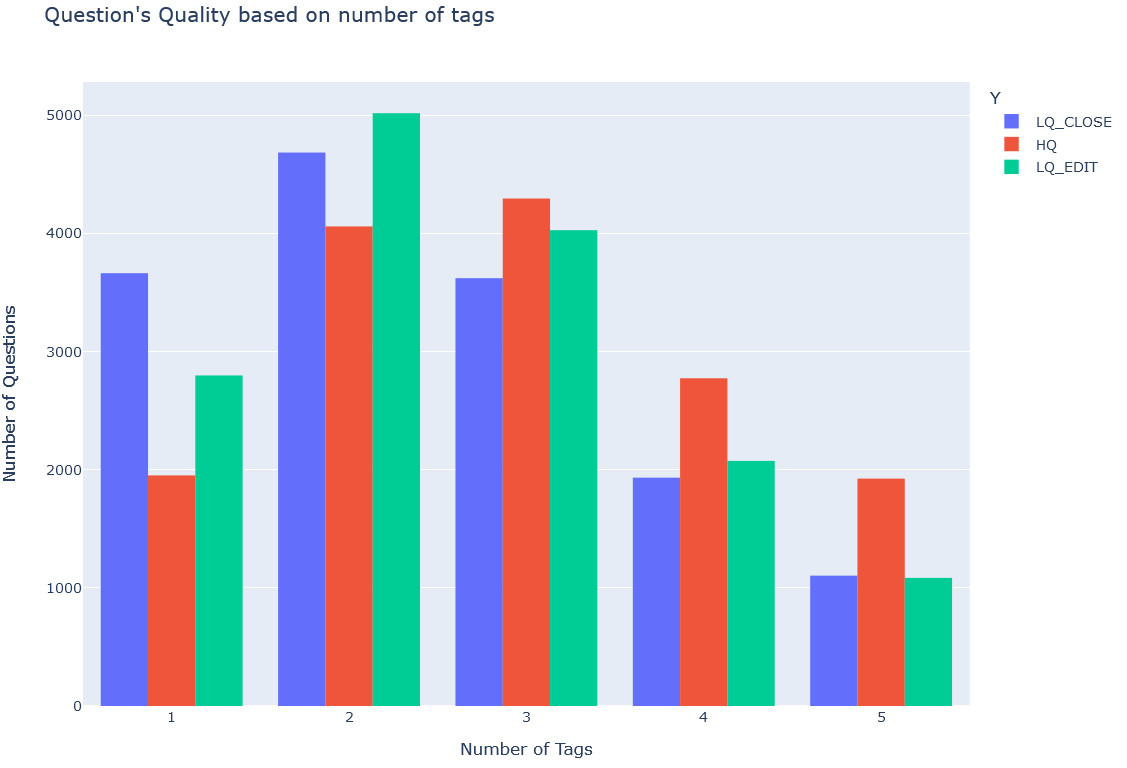 Question's Quality based on number of tags
Y
LQ_CLOSE
HQ
LQ_EDIT
Number of Questions
5000
4000
3000
2000
1000
0
1 2 3 4 5
Number of Tags